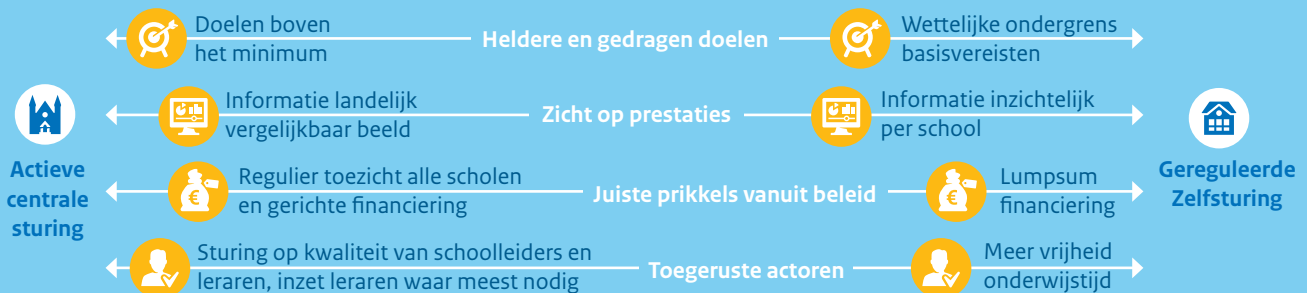 Doelen boven
het minimum
Heldere en gedragen doelen
Wettelijke ondergrens
basisvereisten
Informatie landelijk
vergelijkbaar beeld
Zicht op prestaties
Informatie inzichtelijk
per school
Actieve
centrale
sturing
Regulier toezicht alle scholen
en gerichte financiering
Juiste prikkels vanuit beleid
Lumpsum
financiering
Gereguleerde
Zelfsturing
Sturing op kwaliteit van schoolleiders en
leraren, inzet leraren waar meest nodig
Toegeruste actoren
Meer vrijheid
onderwijstijd